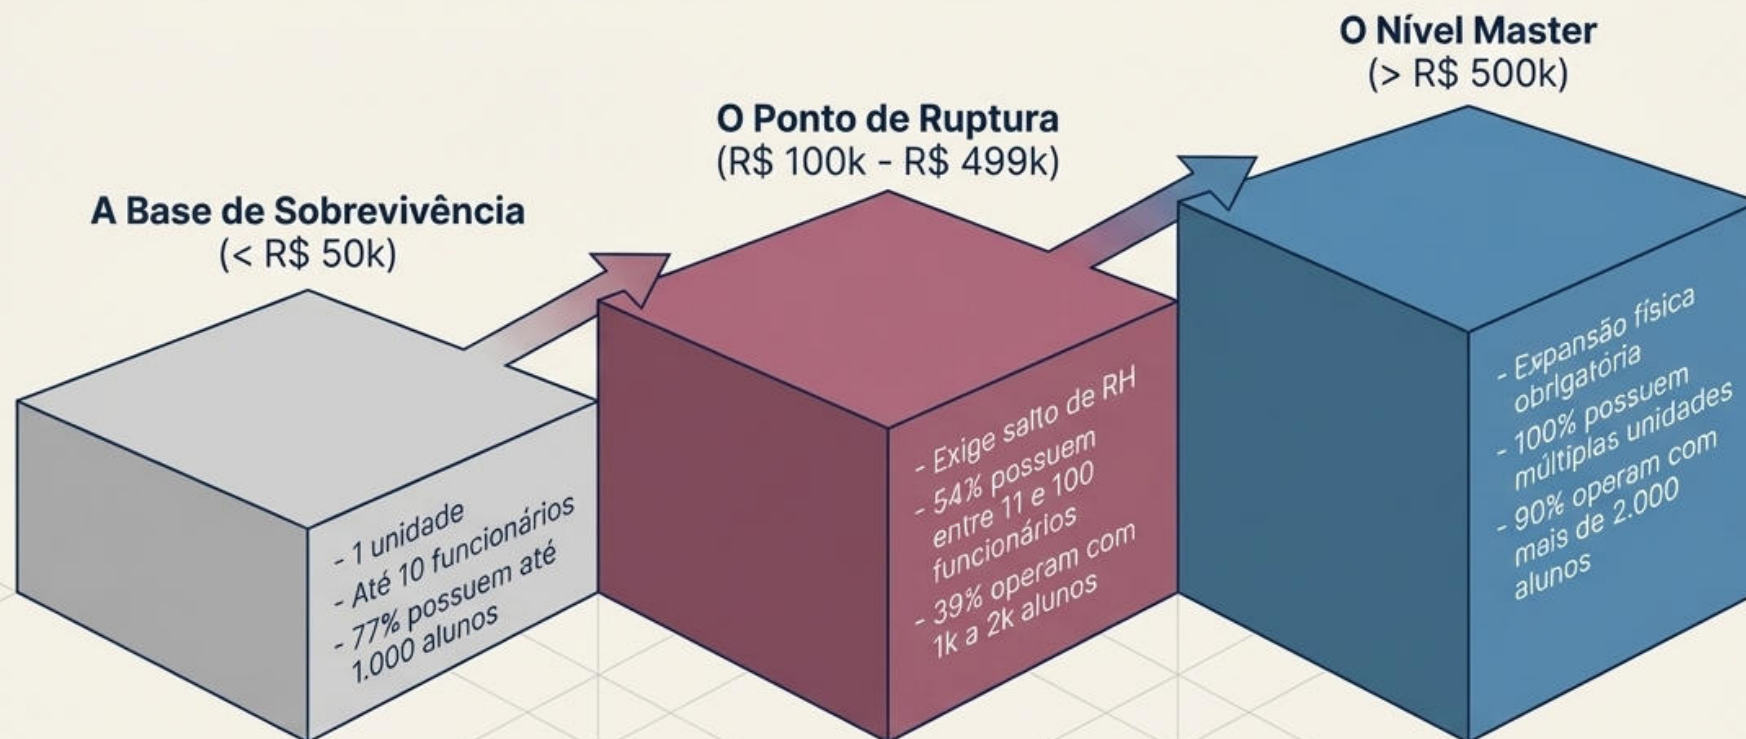 A Base de Sobrevivência
(< R$ 50k)
- 1 unidade
- Até 10 funcionários
- 77% possuem até
1.000 alunos
O Ponto de Ruptura
(R$ 100k - R$ 499k)
- Exige salto de RH
- 54% possuem
entre 11 e 100
funcionários
- 39% operam com
1k a 2k alunos
O Nível Master
(> R$ 500k)
- Expansão física
obrigatória
- 100% possuem
múltiplas unidades
- 90% operam com
mais de 2.000
alunos